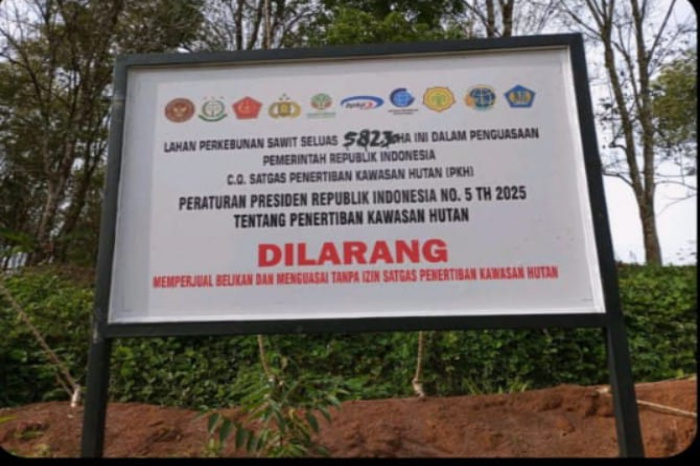 LAHAN PERKEBUNAN SAWIT SELUAS 5823 HA INI DALAM PENGUASAAN
PEMERINTAH REPUBLIK INDONESIA
C.Q. SATGAS PENERTIBAN KAWASAN HUTAN (PKH)
PERATURAN PRESIDEN REPUBLIK INDONESIA NO. 5 TH 2025
TENTANG PENERTIBAN KAWASAN HUTAN
DILARANG
MEMPERJUAL BELIKAN DAN MENGUASAI TANPA IZIN SATGAS PENERTIBAN KAWASAN HUTAN